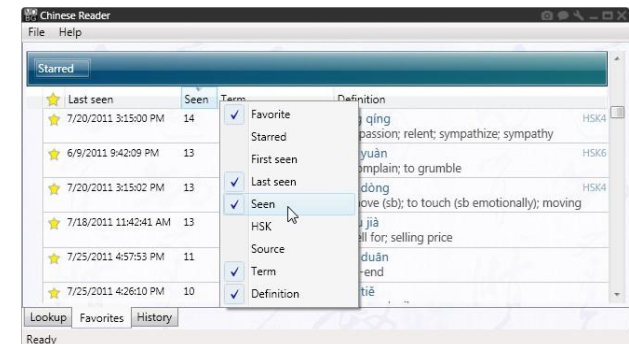 Chinese Reader
File Help
Starred
Last seen Seen Term Definition
7/20/2011 3:15:00 PM 14 qíng HSK4
passion; relent; sympathize; sympathy
6/9/2011 9:42:09 PM 13 yuàn HSK6
mplain; to grumble
7/20/2011 3:15:02 PM 13 dòng HSK4
ove (sb); to touch (sb emotionally); moving
7/18/2011 11:42:41 AM 13 jià
ell for; selling price
7/25/2011 4:57:53 PM 11 duān
-end
7/25/2011 4:26:10 PM 10 tiě
Favorite
Starred
First seen
Last seen
Seen
HSK
Source
Term
Definition
Lookup Favorites History
Ready